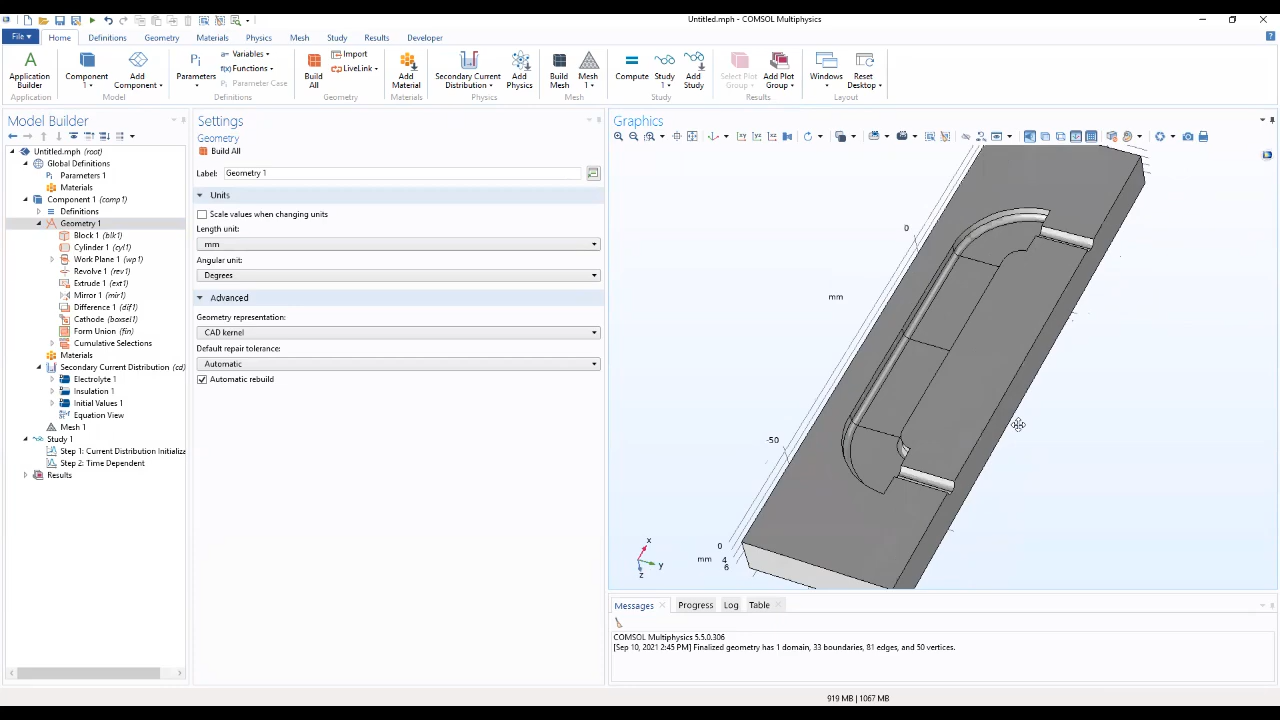 Untitled.mph - COMSOL Multiphysics
File
Home
Definitions
Geometry
Materials
Physics
Mesh
Study
Results
Developer
Application Builder
Application
Component 1
Add Component
Model
Parameters 1
Variables
Functions
Parameter Case
Definitions
Build All
Import
LiveLink
Geometry
Add Material
Materials
Secondary Current Distribution
Add Physics
Physics
Build Mesh
Mesh 1
Mesh
Compute
Study 1
Add Study
Study
Select Plot Group
Add Plot Group
Results
Windows
Reset Desktop
Layout
Model Builder
Untitled.mph (root)
Global Definitions
Parameters 1
Materials
Component 1 (comp1)
Definitions
Geometry 1
Block 1 (blk1)
Cylinder 1 (cyl1)
Work Plane 1 (wp1)
Revolve 1 (rev1)
Extrude 1 (ext1)
Mirror 1 (mir1)
Difference 1 (dif1)
Cathode (boxsel1)
Form Union (fin)
Cumulative Selections
Materials
Secondary Current Distribution (cd)
Electrolyte 1
Insulation 1
Initial Values 1
Equation View
Mesh 1
Study 1
Step 1: Current Distribution Initializa
Step 2: Time Dependent
Results
Settings
Geometry
Build All
Label: Geometry 1
Units
Scale values when changing units
Length unit:
mm
Angular unit:
Degrees
Advanced
Geometry representation:
CAD kernel
Default repair tolerance:
Automatic
Automatic rebuild
Graphics
0
mm
-50
0
mm 4
6
x
y
z
Messages
Progress
Log
Table
COMSOL Multiphysics 5.5.0.306
[Sep 10, 2021 2:45 PM] Finalized geometry has 1 domain, 33 boundaries, 81 edges, and 50 vertices.
919 MB | 1067 MB